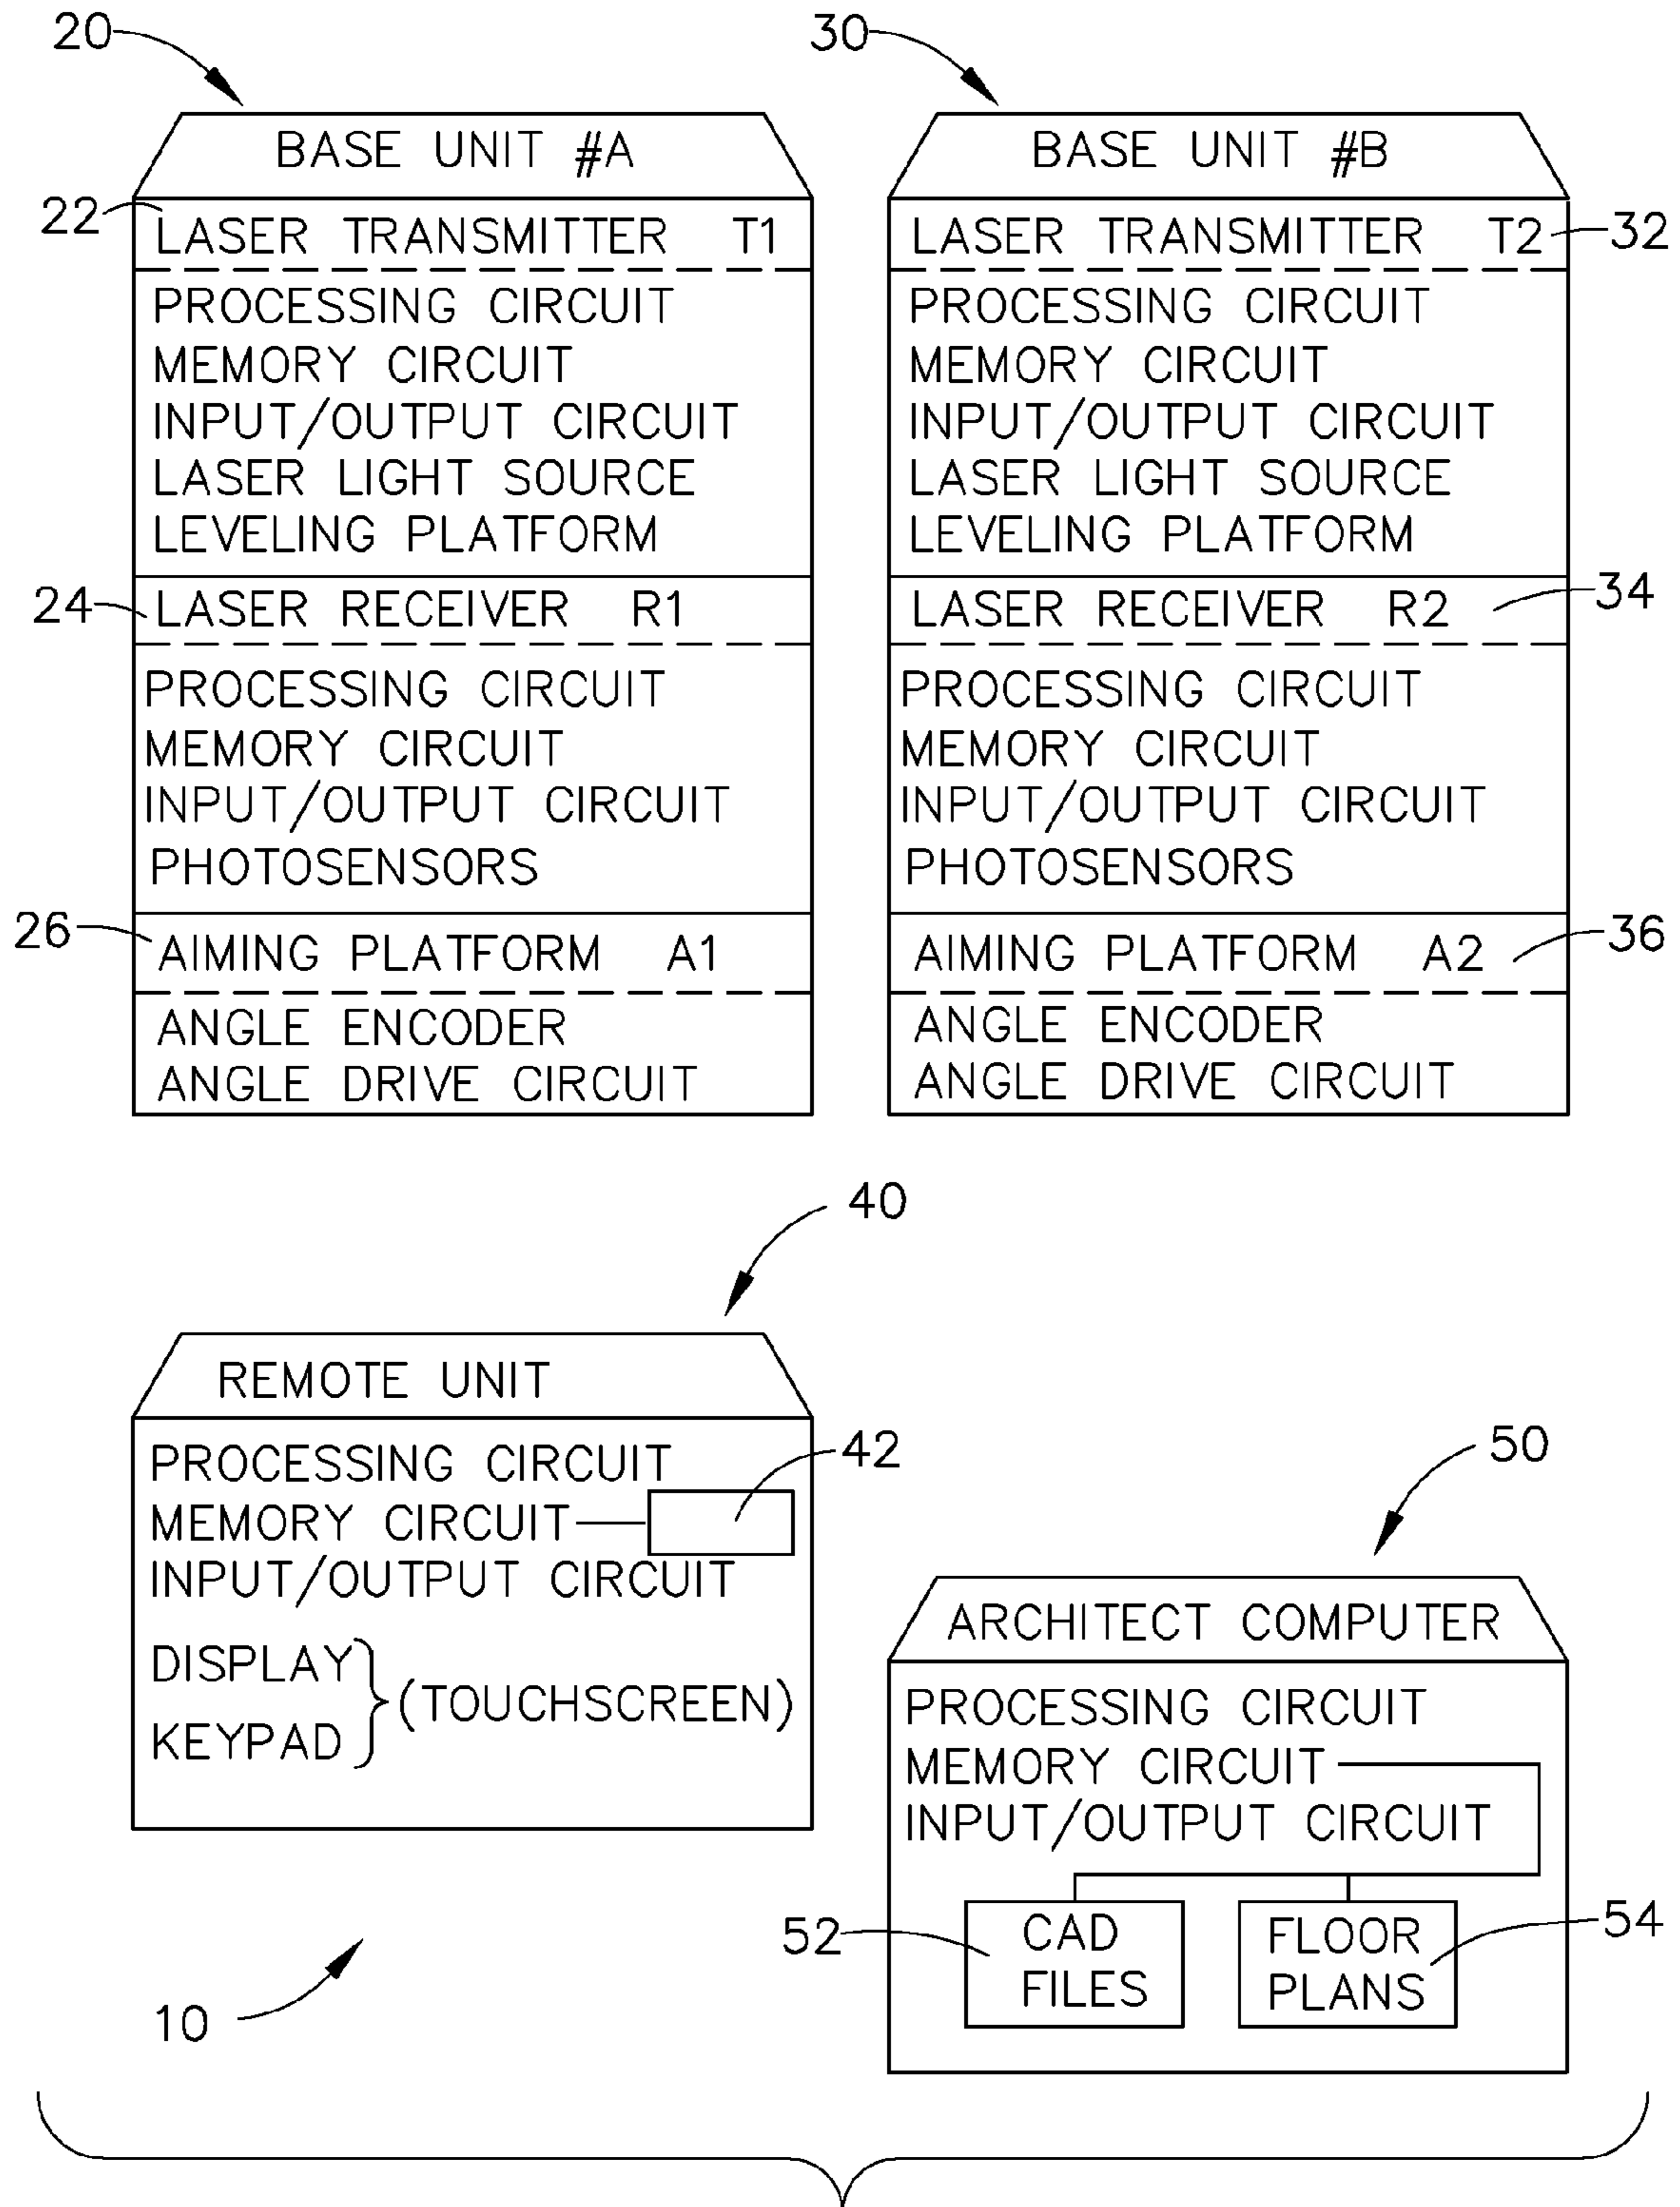 20
BASE UNIT #A
22
LASER TRANSMITTER T1
PROCESSING CIRCUIT
MEMORY CIRCUIT
INPUT/OUTPUT CIRCUIT
LASER LIGHT SOURCE
LEVELING PLATFORM
24
LASER RECEIVER R1
PROCESSING CIRCUIT
MEMORY CIRCUIT
INPUT/OUTPUT CIRCUIT
PHOTOSENSORS
26
AIMING PLATFORM A1
ANGLE ENCODER
ANGLE DRIVE CIRCUIT
30
BASE UNIT #B
LASER TRANSMITTER T2
32
PROCESSING CIRCUIT
MEMORY CIRCUIT
INPUT/OUTPUT CIRCUIT
LASER LIGHT SOURCE
LEVELING PLATFORM
LASER RECEIVER R2
34
PROCESSING CIRCUIT
MEMORY CIRCUIT
INPUT/OUTPUT CIRCUIT
PHOTOSENSORS
AIMING PLATFORM A2
36
ANGLE ENCODER
ANGLE DRIVE CIRCUIT
40
REMOTE UNIT
PROCESSING CIRCUIT
42
MEMORY CIRCUIT
INPUT/OUTPUT CIRCUIT
DISPLAY
KEYPAD
(TOUCHSCREEN)
50
ARCHITECT COMPUTER
PROCESSING CIRCUIT
MEMORY CIRCUIT
INPUT/OUTPUT CIRCUIT
52
CAD
FILES
FLOOR
PLANS
54
10